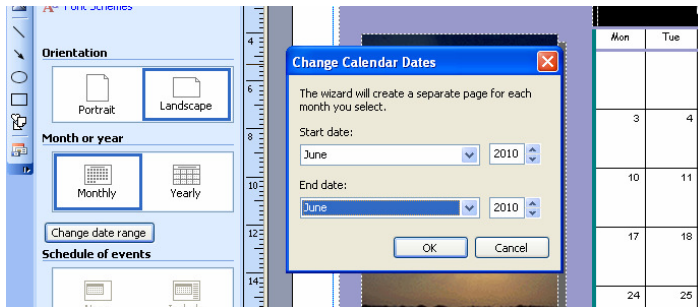 Font Schemes
Orientation
Portrait
Landscape
Month or year
Monthly
Yearly
Change date range
Schedule of events
4
6
8
10
12
14
Change Calendar Dates
The wizard will create a separate page for each
month you select.
Start date:
June
2010
End date:
June
2010
OK
Cancel
Mon
Tue
3
4
10
11
17
18
24
25